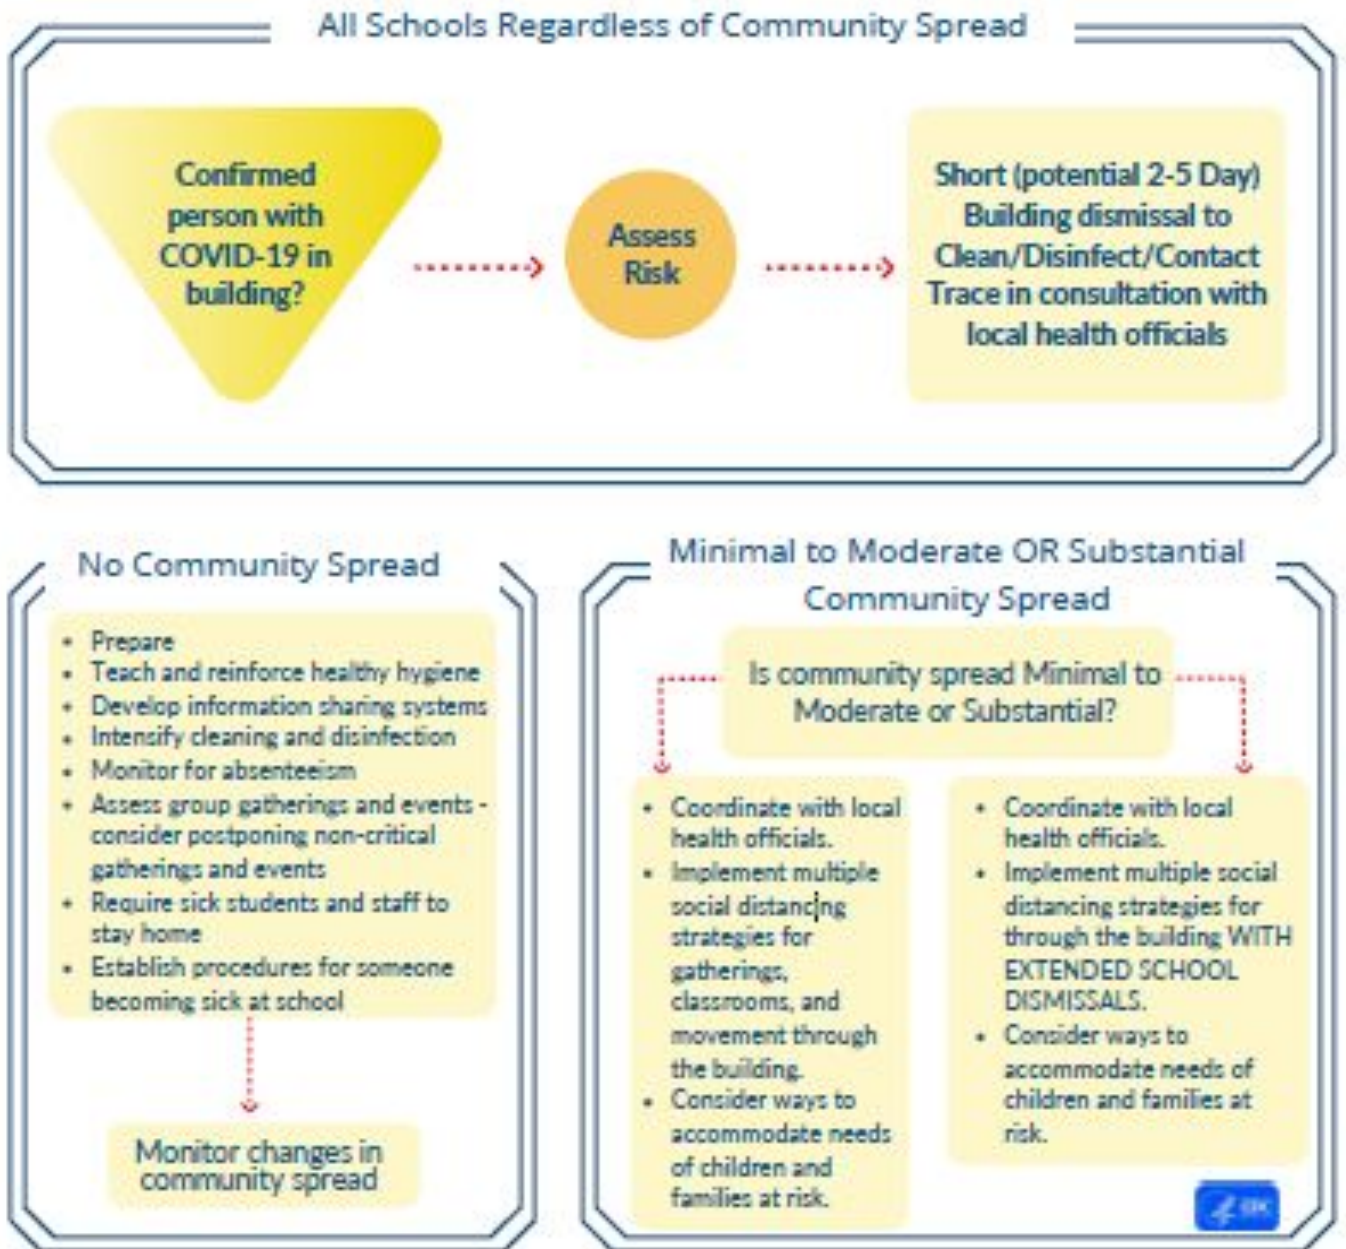 All Schools Regardless of Community Spread
Confirmed
person with
COVID-19 in
building?
Assess
Risk
Short (potential 2-5 Day)
Building dismissal to
Clean/Disinfect/Contact
Trace in consultation with
local health officials
No Community Spread
• Prepare
• Teach and reinforce healthy hygiene
• Develop information sharing systems
• Intensify cleaning and disinfection
• Monitor for absenteeism
• Assess group gatherings and events -
consider postponing non-critical
gatherings and events
• Require sick students and staff to
stay home
• Establish procedures for someone
becoming sick at school
Monitor changes in
community spread
Minimal to Moderate OR Substantial
Community Spread
Is community spread Minimal to
Moderate or Substantial?
• Coordinate with local
health officials.
• Implement multiple
social distancing
strategies for
gatherings,
classrooms, and
movement through
the building.
• Consider ways to
accommodate needs
of children and
families at risk.
• Coordinate with local
health officials.
• Implement multiple social
distancing strategies for
through the building WITH
EXTENDED SCHOOL
DISMISSALS.
• Consider ways to
accommodate needs of
children and families at
risk.
CDC